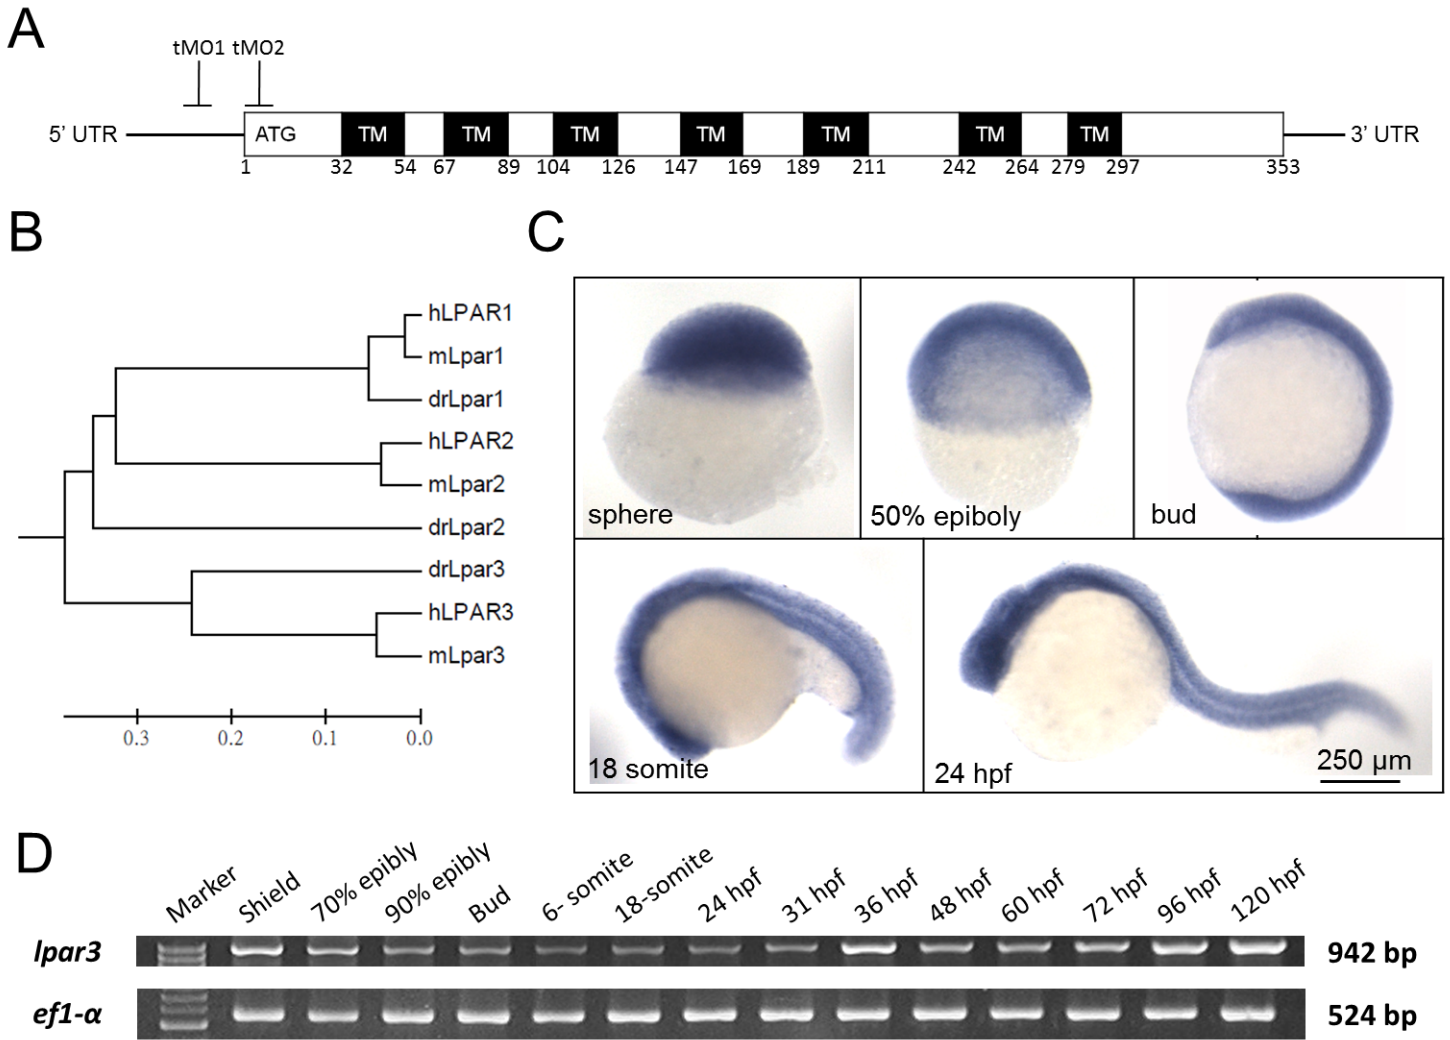 A
tMO1 tMO2
5’ UTR ATG TM TM TM TM TM TM TM 3’ UTR
1 32 54 67 89 104 126 147 169 189 211 242 264 279 297 353
B
hLPAR1
mLpar1
drLpar1
hLPAR2
mLpar2
drLpar2
drLpar3
hLPAR3
mLpar3
0.3 0.2 0.1 0.0
C
sphere
50% epiboly
bud
18 somite
24 hpf
250 μm
D
Marker Shield 70% epibly 90% epibly Bud 6- somite 18-somite 24 hpf 31 hpf 36 hpf 48 hpf 60 hpf 72 hpf 96 hpf 120 hpf
lpar3 942 bp
ef1-α 524 bp